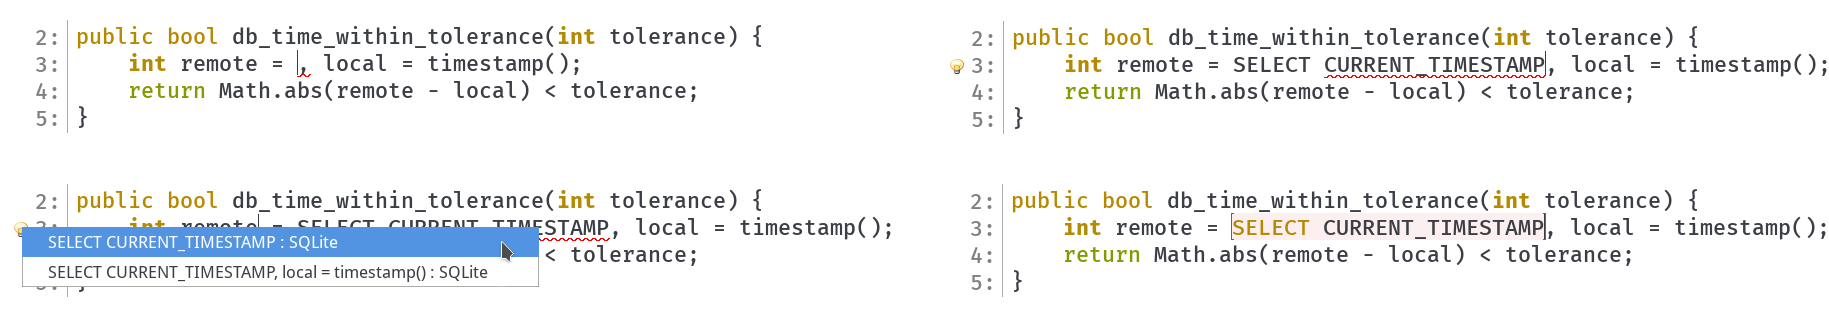 2: public bool db_time_within_tolerance(int tolerance) {
3:     int remote = , local = timestamp();
4:     return Math.abs(remote - local) < tolerance;
5: }
2: public bool db_time_within_tolerance(int tolerance) {
3:     int remote = SELECT CURRENT_TIMESTAMP, local = timestamp();
4:     return Math.abs(remote - local) < tolerance;
5: }
2: public bool db_time_within_tolerance(int tolerance) {
int remote = SELECT CURRENT_TIMESTAMP, local = timestamp();
SELECT CURRENT_TIMESTAMP : SQLite
< tolerance;
SELECT CURRENT_TIMESTAMP, local = timestamp() : SQLite
}
2: public bool db_time_within_tolerance(int tolerance) {
3:     int remote = SELECT CURRENT_TIMESTAMP, local = timestamp();
4:     return Math.abs(remote - local) < tolerance;
5: }